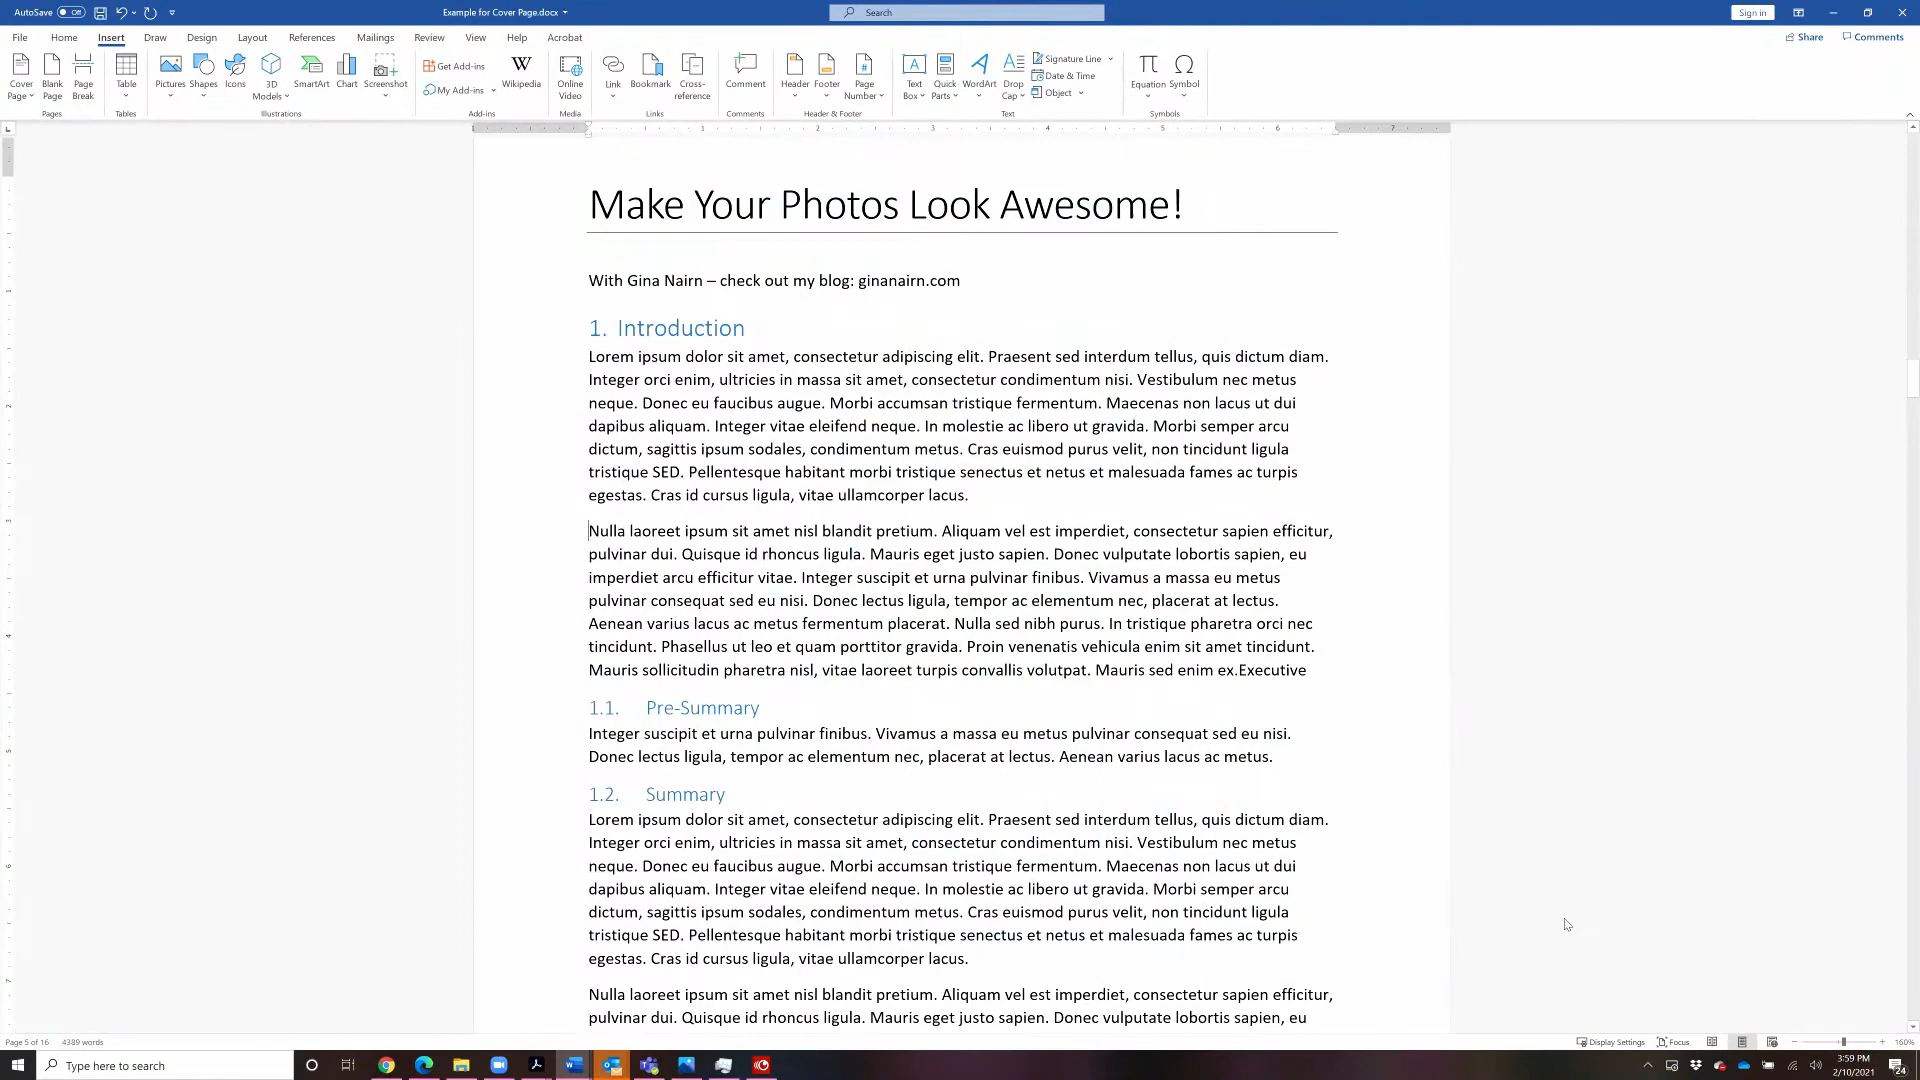 AutoSave Off Example for Cover Page.docx Search Sign in
File Home Insert Draw Design Layout References Mailings Review View Help Acrobat Share Comments
Cover Page Blank Page Page Break Table Pictures Shapes Icons 3D Models SmartArt Chart Screenshot Get Add-ins My Add-ins Wikipedia Online Video Link Bookmark Cross-reference Comment Header Footer Page Number Text Box Quick Parts WordArt Drop Cap Signature Line Date & Time Object Equation Symbol
Pages Tables Illustrations Add-ins Media Links Comments Header & Footer Text Symbols
1 2 3 4 5 6 7
Make Your Photos Look Awesome!
With Gina Nairn – check out my blog: ginanairn.com
1. Introduction
Lorem ipsum dolor sit amet, consectetur adipiscing elit. Praesent sed interdum tellus, quis dictum diam.
Integer orci enim, ultricies in massa sit amet, consectetur condimentum nisi. Vestibulum nec metus
neque. Donec eu faucibus augue. Morbi accumsan tristique fermentum. Maecenas non lacus ut dui
dapibus aliquam. Integer vitae eleifend neque. In molestie ac libero ut gravida. Morbi semper arcu
dictum, sagittis ipsum sodales, condimentum metus. Cras euismod purus velit, non tincidunt ligula
tristique SED. Pellentesque habitant morbi tristique senectus et netus et malesuada fames ac turpis
egestas. Cras id cursus ligula, vitae ullamcorper lacus.
Nulla laoreet ipsum sit amet nisl blandit pretium. Aliquam vel est imperdiet, consectetur sapien efficitur,
pulvinar dui. Quisque id rhoncus ligula. Mauris eget justo sapien. Donec vulputate lobortis sapien, eu
imperdiet arcu efficitur vitae. Integer suscipit et urna pulvinar finibus. Vivamus a massa eu metus
pulvinar consequat sed eu nisi. Donec lectus ligula, tempor ac elementum nec, placerat at lectus.
Aenean varius lacus ac metus fermentum placerat. Nulla sed nibh purus. In tristique pharetra orci nec
tincidunt. Phasellus ut leo et quam porttitor gravida. Proin venenatis vehicula enim sit amet tincidunt.
Mauris sollicitudin pharetra nisl, vitae laoreet turpis convallis volutpat. Mauris sed enim ex.Executive
1.1. Pre-Summary
Integer suscipit et urna pulvinar finibus. Vivamus a massa eu metus pulvinar consequat sed eu nisi.
Donec lectus ligula, tempor ac elementum nec, placerat at lectus. Aenean varius lacus ac metus.
1.2. Summary
Lorem ipsum dolor sit amet, consectetur adipiscing elit. Praesent sed interdum tellus, quis dictum diam.
Integer orci enim, ultricies in massa sit amet, consectetur condimentum nisi. Vestibulum nec metus
neque. Donec eu faucibus augue. Morbi accumsan tristique fermentum. Maecenas non lacus ut dui
dapibus aliquam. Integer vitae eleifend neque. In molestie ac libero ut gravida. Morbi semper arcu
dictum, sagittis ipsum sodales, condimentum metus. Cras euismod purus velit, non tincidunt ligula
tristique SED. Pellentesque habitant morbi tristique senectus et netus et malesuada fames ac turpis
egestas. Cras id cursus ligula, vitae ullamcorper lacus.
Nulla laoreet ipsum sit amet nisl blandit pretium. Aliquam vel est imperdiet, consectetur sapien efficitur,
pulvinar dui. Quisque id rhoncus ligula. Mauris eget justo sapien. Donec vulputate lobortis sapien, eu
Page 5 of 16 4389 words Display Settings Focus 160%
Type here to search 3:59 PM
2/10/2021 24